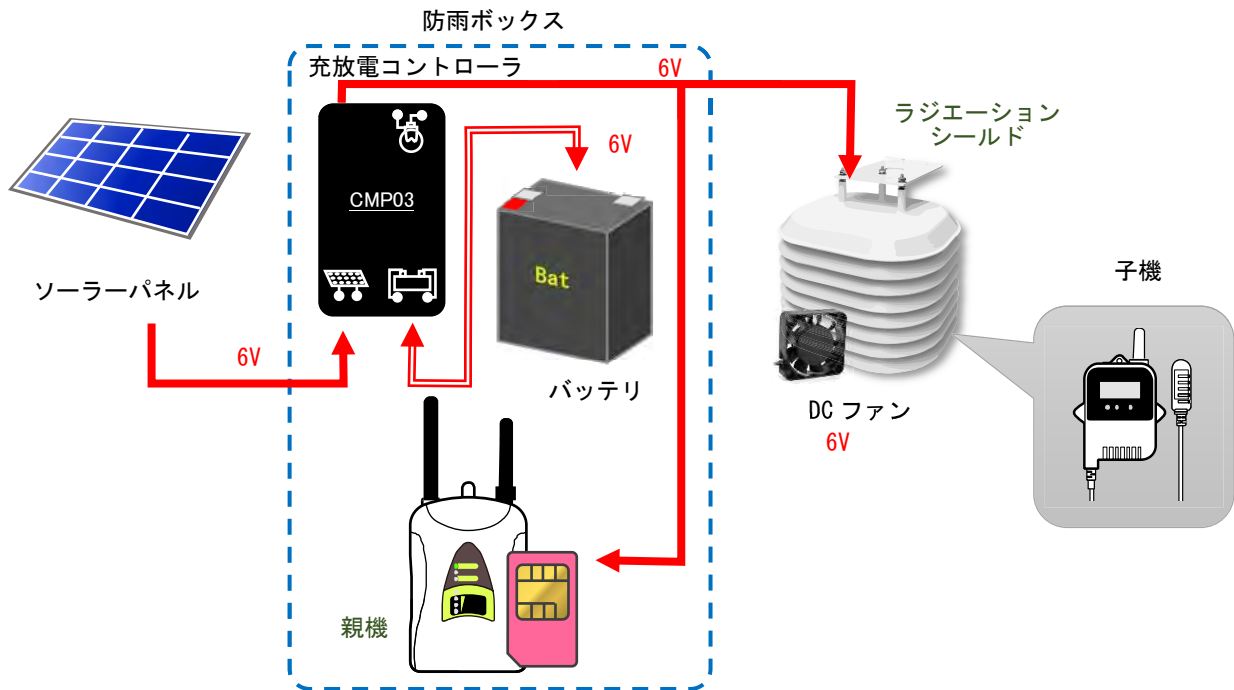 防雨ボックス
充放電コントローラ
6V
ラジエーション
シールド
6V
CMP03
Bat
ソーラーパネル
子機
6V
バッテリ
DC ファン
6V
親機